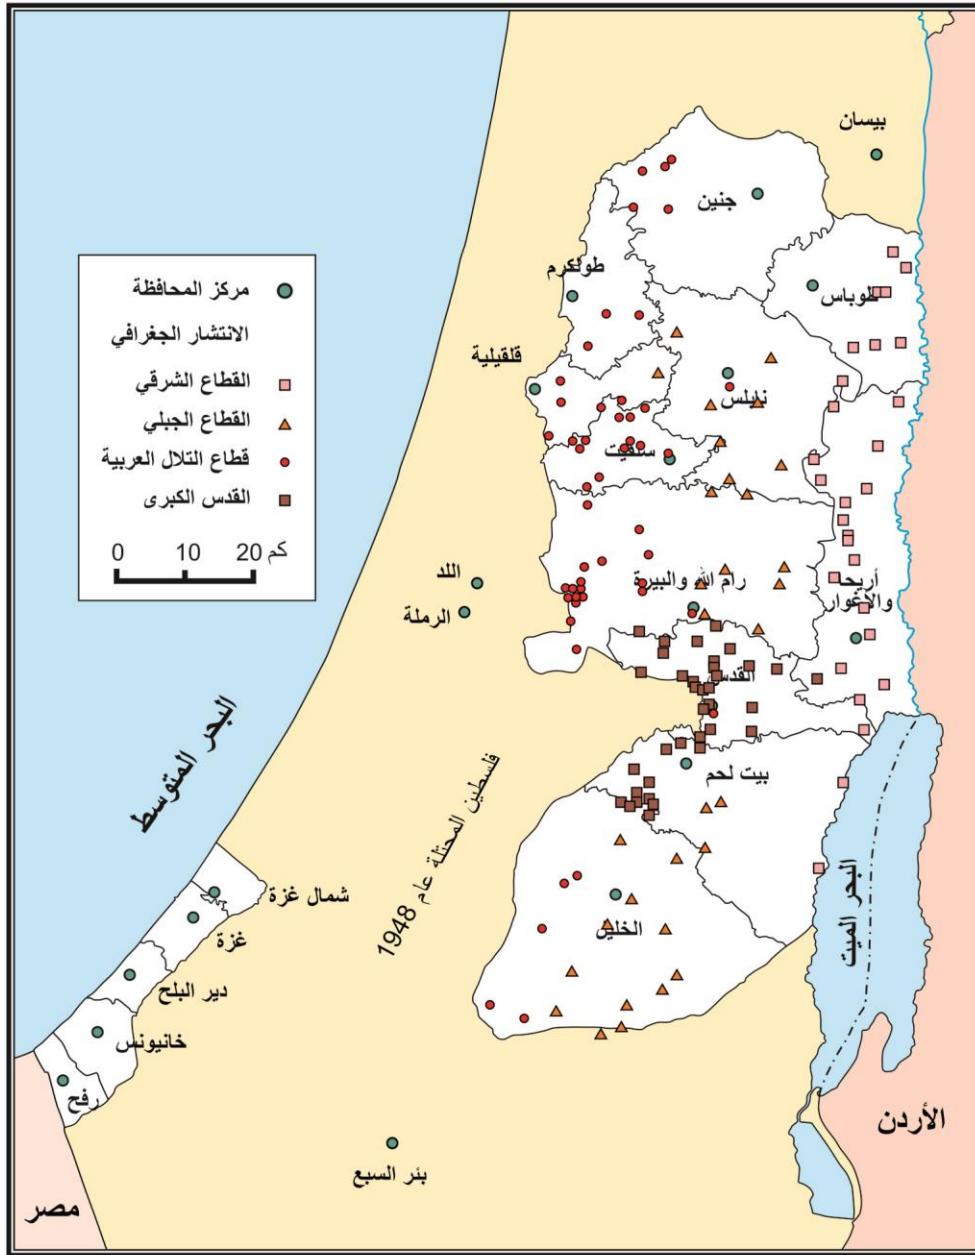 بيسان
جنين
طولكرم
طوباس
قلقيلية
نابلس
سلفيت
مركز المحافظة
الانتشار الجغرافي
القطاع الشرقي
القطاع الجبلي
قطاع التلال العربية
القدس الكبرى
0 10 20 كم
اللد
الرملة
رام الله والبيرة
أريحا
والاغوار
القدس
بيت لحم
البحر المتوسط
فلسطين المحتلة عام 1948
البحر الميت
الخليل
شمال غزة
غزة
دير البلح
خانيونس
رفح
بئر السبع
الأردن
مصر